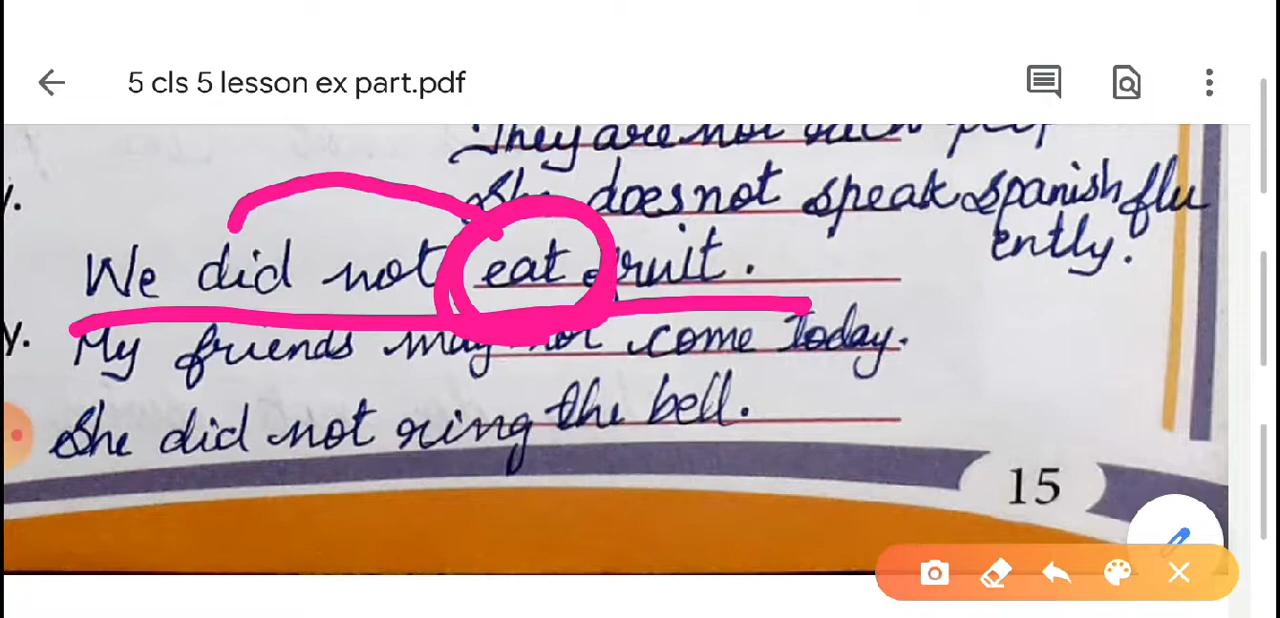 5 cls 5 lesson ex part.pdf
They are not such
y. She does not speak Spanish flu
ently.
We did not eat fruit.
y. My friends may not come today.
She did not ring the bell.
15